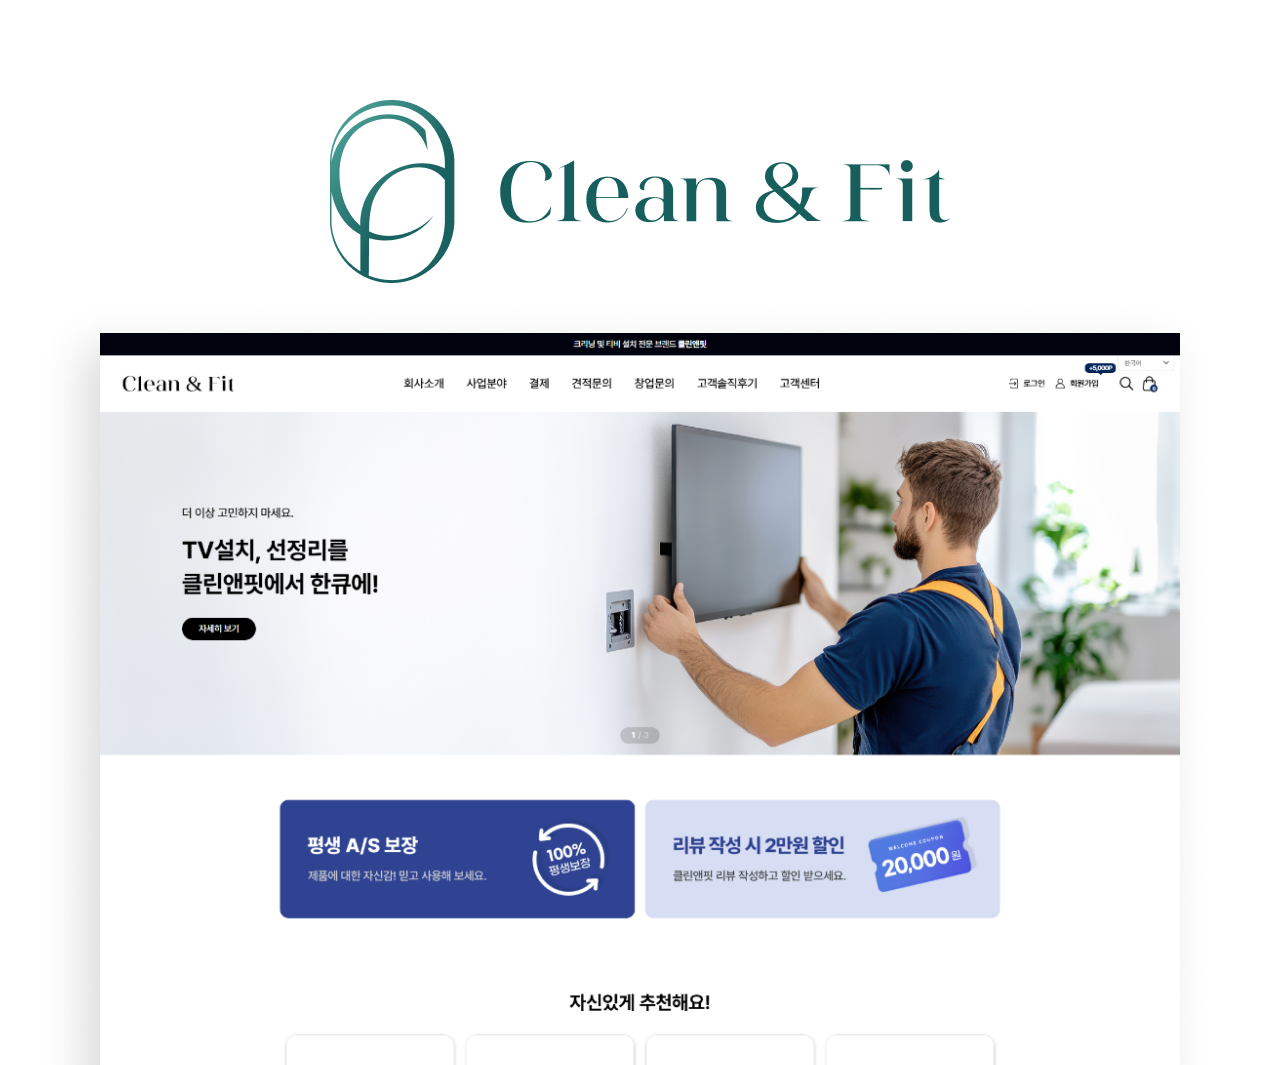 Clean & Fit
크리닝 및 티비 설치 전문 브랜드 클린앤핏
한국어
+5,000P
Clean & Fit
회사소개 사업분야 결제 견적문의 창업문의 고객솔직후기 고객센터
로그인 회원가입
0
더 이상 고민하지 마세요.
TV설치, 선정리를
클린앤핏에서 한큐에!
자세히 보기
1 / 3
평생 A/S 보장
제품에 대한 자신감! 믿고 사용해 보세요.
100%
평생보장
리뷰 작성 시 2만원 할인
클린앤핏 리뷰 작성하고 할인 받으세요.
WELCOME COUPON
20,000원
자신있게 추천해요!